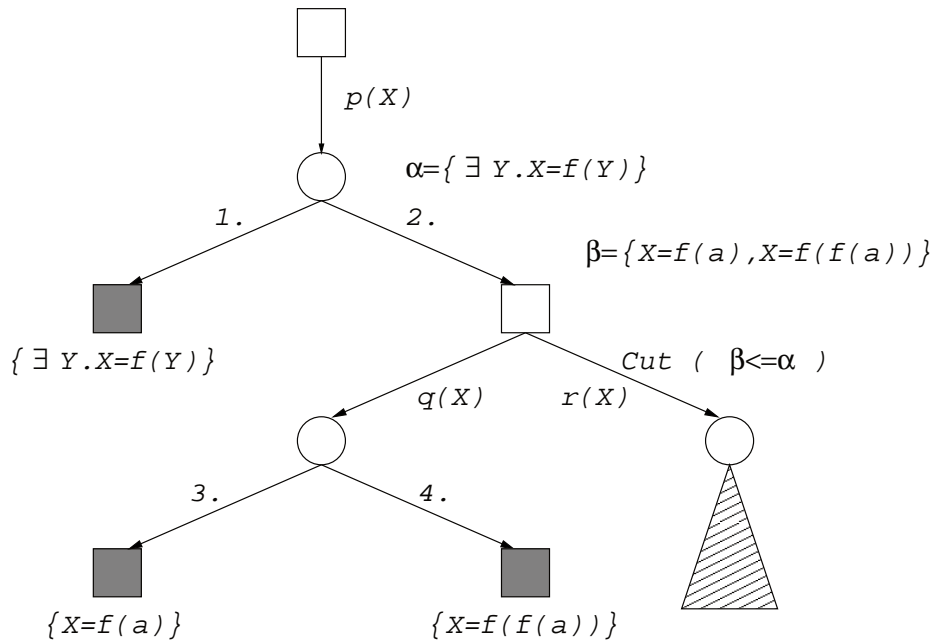 p(X)
α={ ∃ Y.X=f(Y)}
1.
2.
β={X=f(a),X=f(f(a))}
{ ∃ Y.X=f(Y)}
Cut ( β<=α )
q(X)
r(X)
3.
4.
{X=f(a)}
{X=f(f(a))}